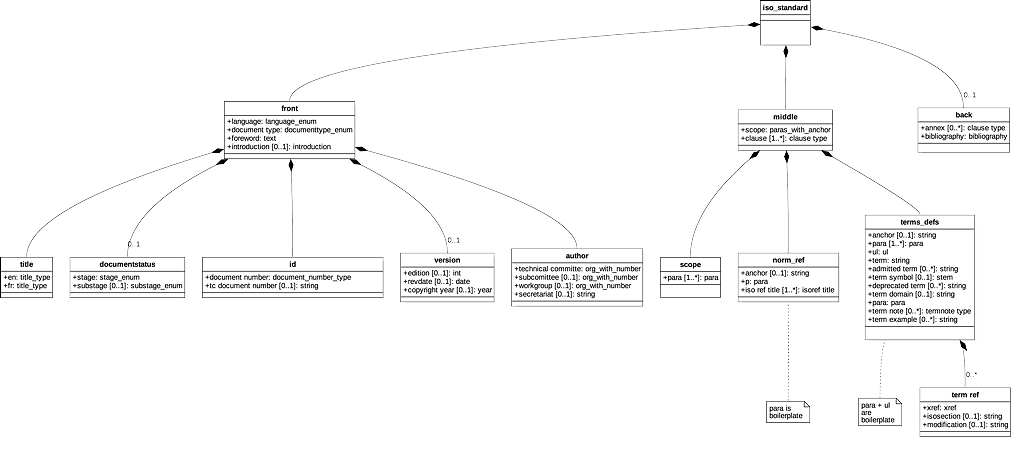 iso_standard
0..1
front
+language: language_enum
+document type: documenttype_enum
+foreword: text
+introduction [0..1]: introduction
middle
+scope: paras_with_anchor
+clause [1..*]: clause type
back
+annex [0..*]: clause type
+bibliography: bibliography
0..1
0..1
title
+en: title_type
+fr: title_type
documentstatus
+stage: stage_enum
+substage [0..1]: substage_enum
id
+document number: document_number_type
+tc document number [0..1]: string
version
+edition [0..1]: int
+revdate [0..1]: date
+copyright year [0..1]: year
author
+technical committe: org_with_number
+subcomittee [0..1]: org_with_number
+workgroup [0..1]: org_with_number
+secretariat [0..1]: string
scope
+para [1..*]: para
norm_ref
+anchor [0..1]: string
+p: para
+iso ref title [1..*]: isoref title
terms_defs
+anchor [0..1]: string
+para [1..*]: para
+ul: ul
+term: string
+admitted term [0..*]: string
+term symbol [0..1]: stem
+deprecated term [0..*]: string
+term domain [0..1]: string
+para: para
+term note [0..*]: termnote type
+term example [0..*]: string
0..*
para is
boilerplate
para + ul
are
boilerplate
term ref
+xref: xref
+isosection [0..1]: string
+modification [0..1]: string